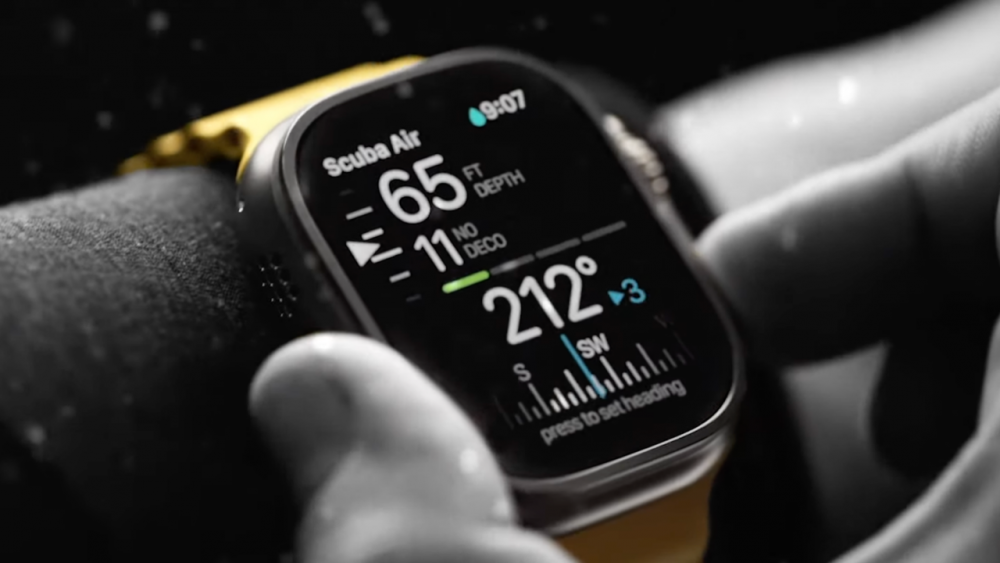 9:07
Scuba Air
65 FT DEPTH
11 NO DECO
212° ▸3
S SW
press to set heading